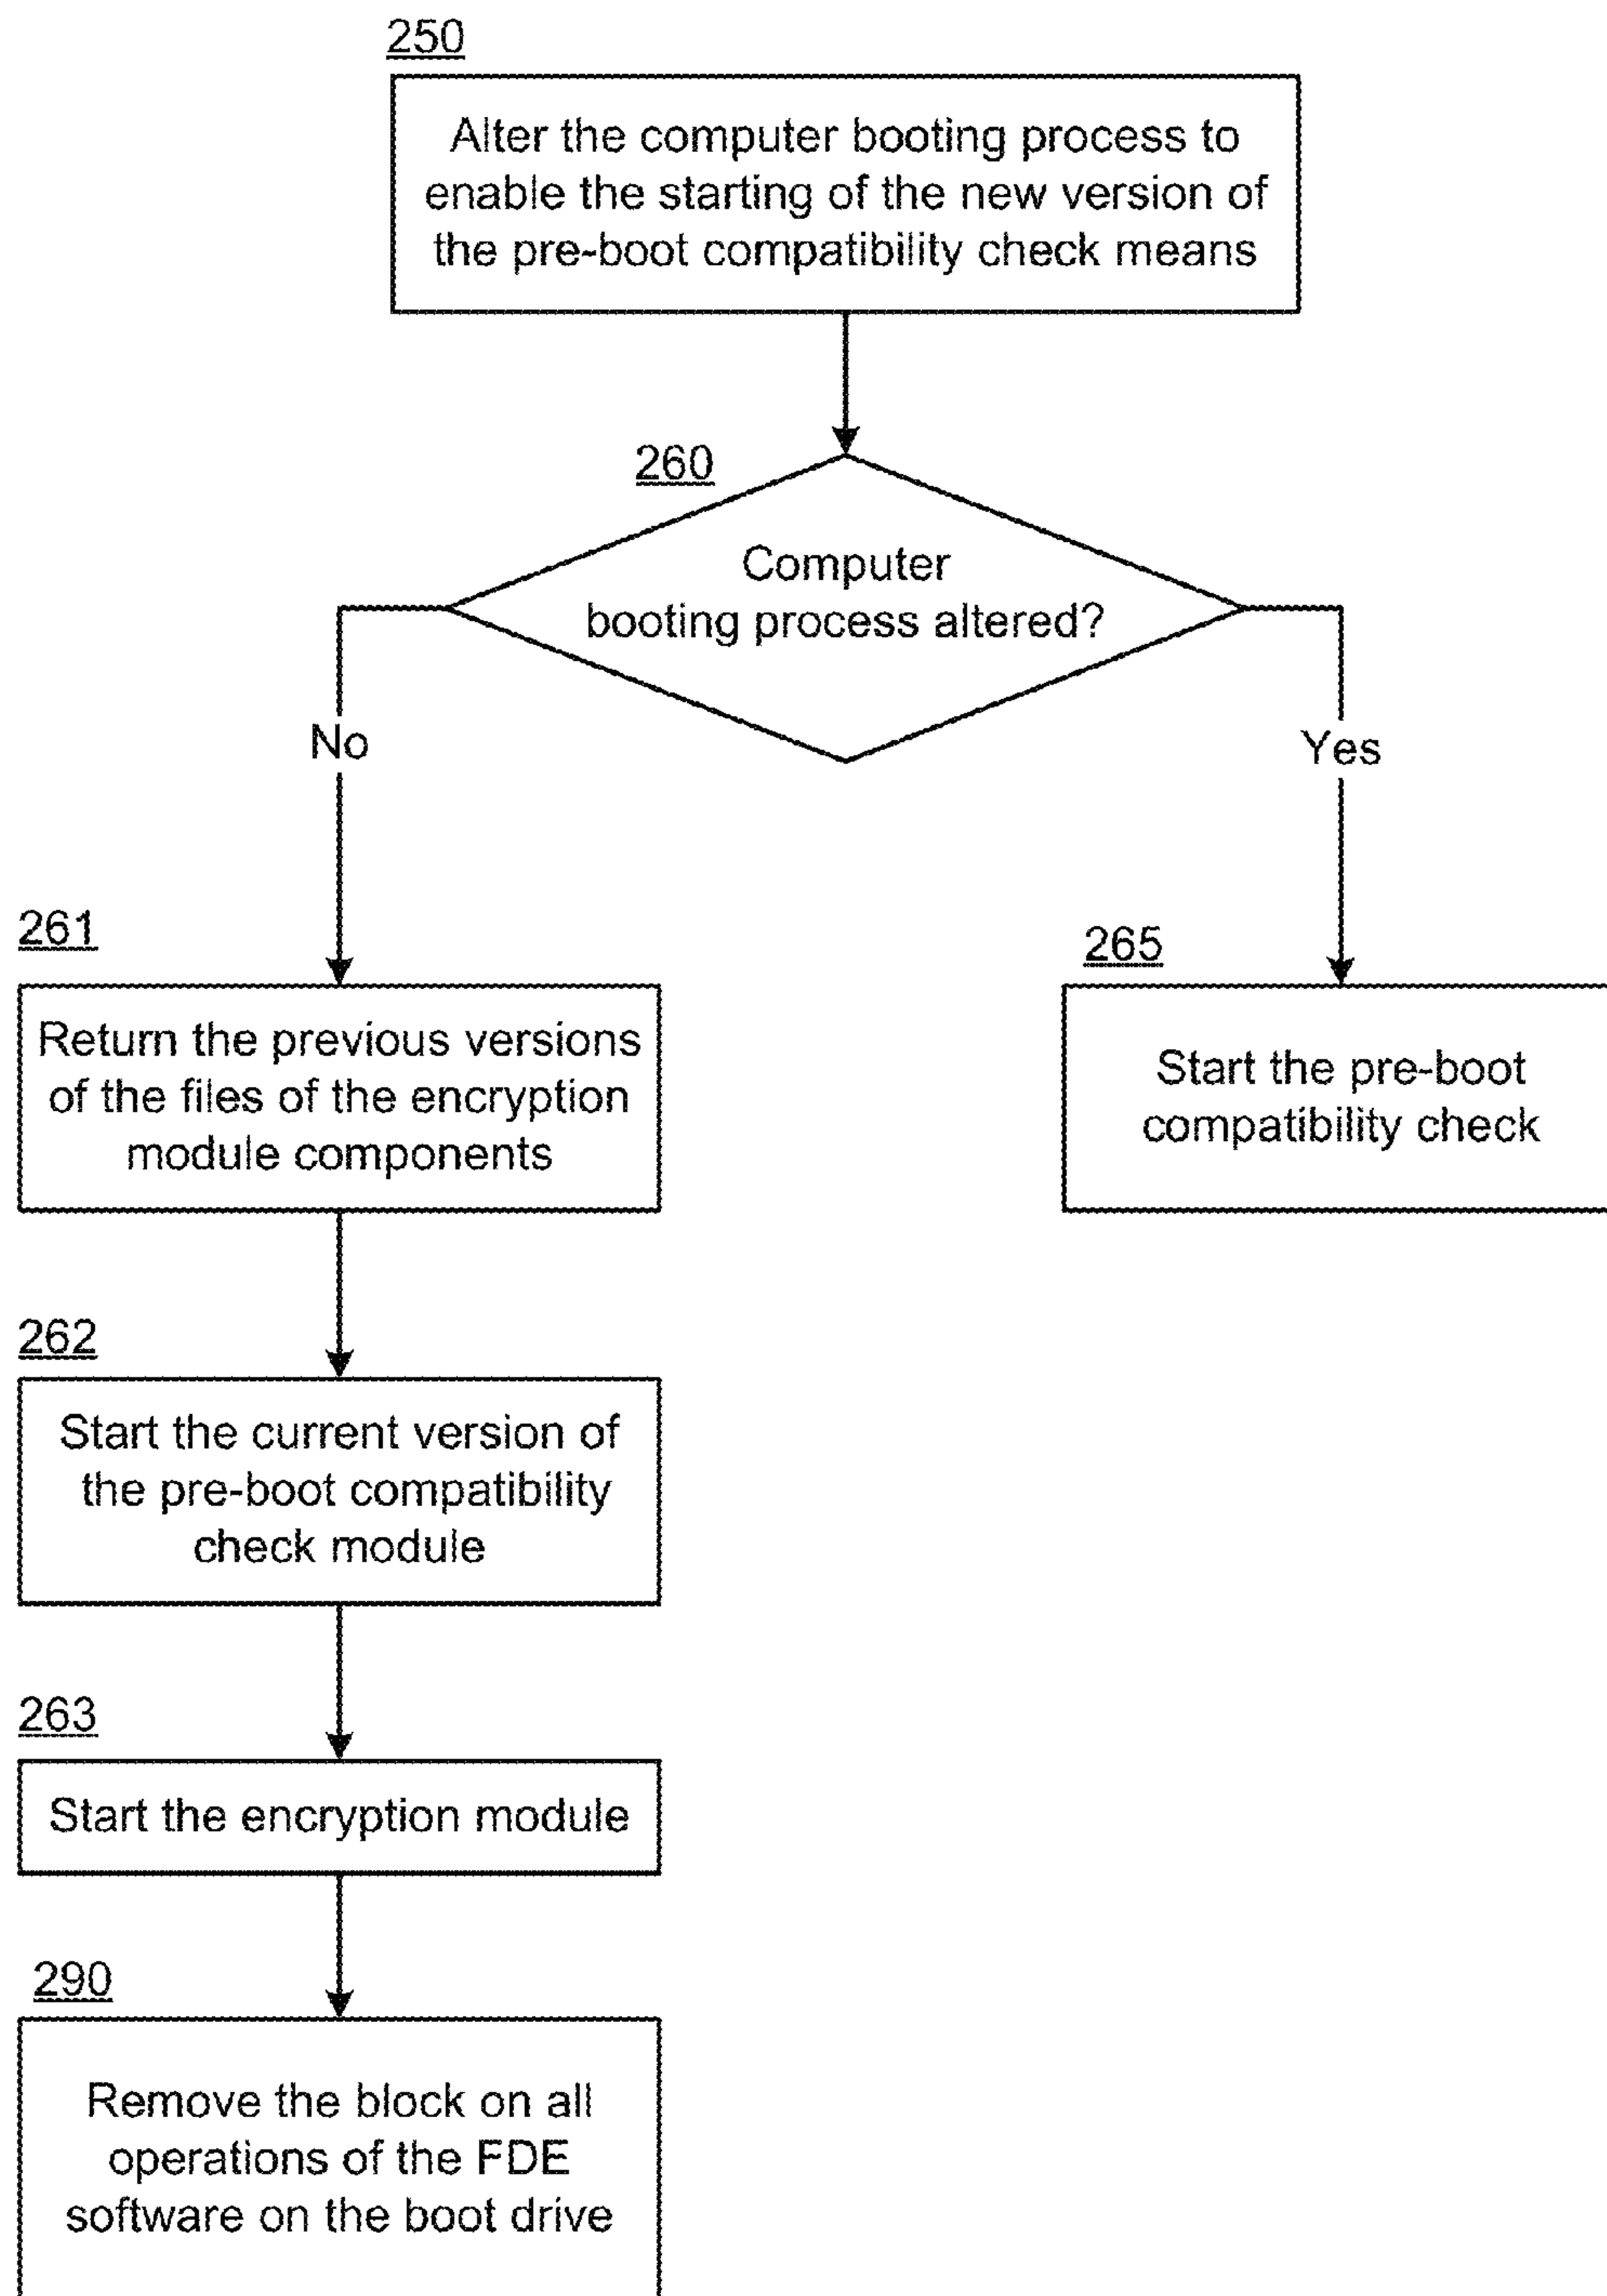 250
Alter the computer booting process to
enable the starting of the new version of
the pre-boot compatibility check means
260
Computer
booting process altered?
No
Yes
261
Return the previous versions
of the files of the encryption
module components
265
Start the pre-boot
compatibility check
262
Start the current version of
the pre-boot compatibility
check module
263
Start the encryption module
290
Remove the block on all
operations of the FDE
software on the boot drive